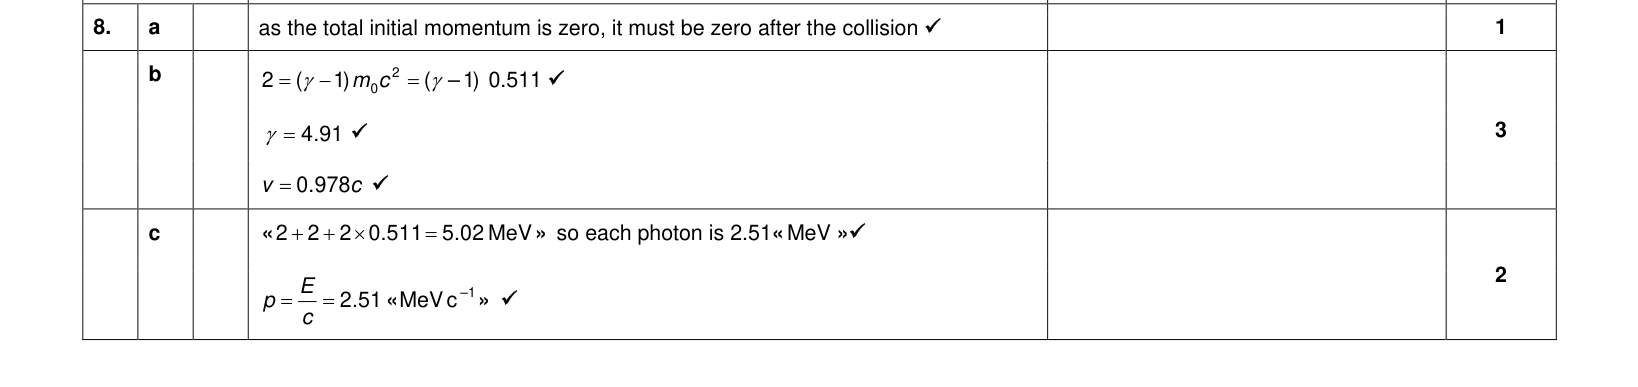 8. a as the total initial momentum is zero, it must be zero after the collision ✓ 1
b 2 = (γ − 1) m₀c² = (γ − 1) 0.511 ✓
γ = 4.91 ✓ 3
v = 0.978c ✓
c «2 + 2 + 2 × 0.511 = 5.02 MeV» so each photon is 2.51 «MeV» ✓
p = E/c = 2.51 «MeV c⁻¹» ✓ 2